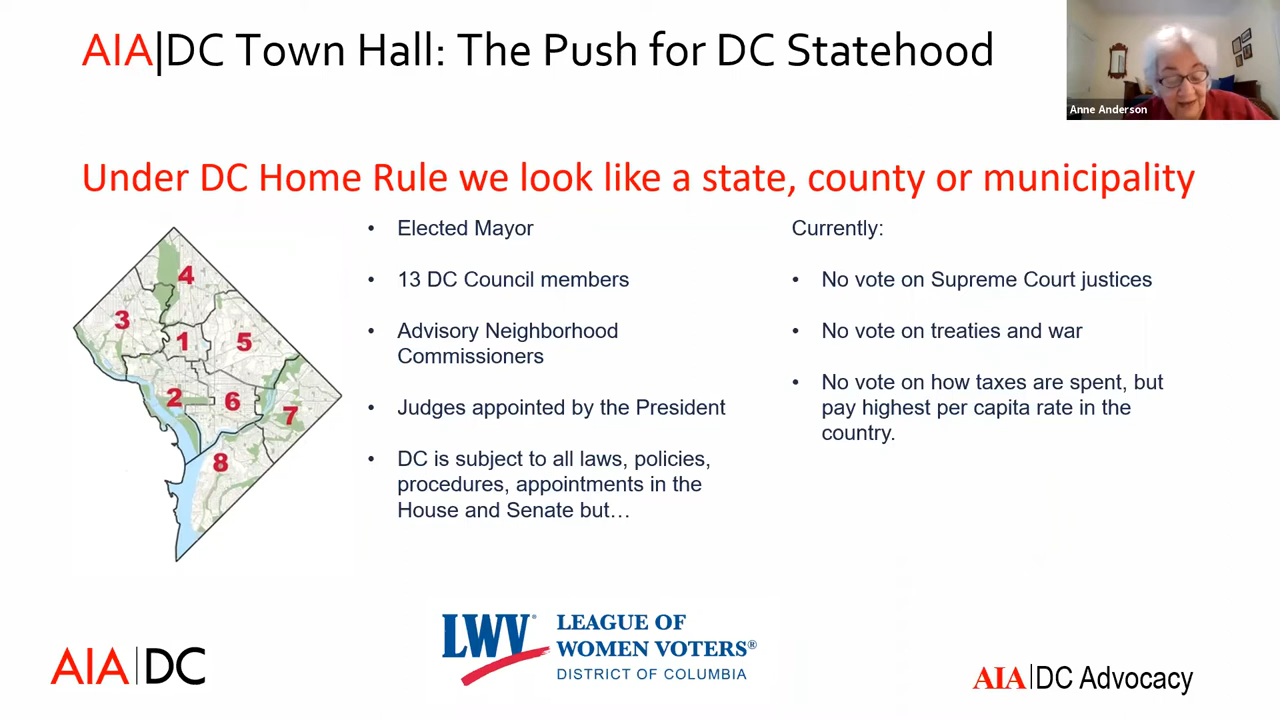 AIA|DC Town Hall: The Push for DC Statehood
Anne Anderson
Under DC Home Rule we look like a state, county or municipality
4
3
1
5
2
6
7
8
• Elected Mayor
• 13 DC Council members
• Advisory Neighborhood
Commissioners
• Judges appointed by the President
• DC is subject to all laws, policies,
procedures, appointments in the
House and Senate but…
Currently:
• No vote on Supreme Court justices
• No vote on treaties and war
• No vote on how taxes are spent, but
pay highest per capita rate in the
country.
AIA|DC
LWV®
LEAGUE OF
WOMEN VOTERS®
DISTRICT OF COLUMBIA
AIA|DC Advocacy